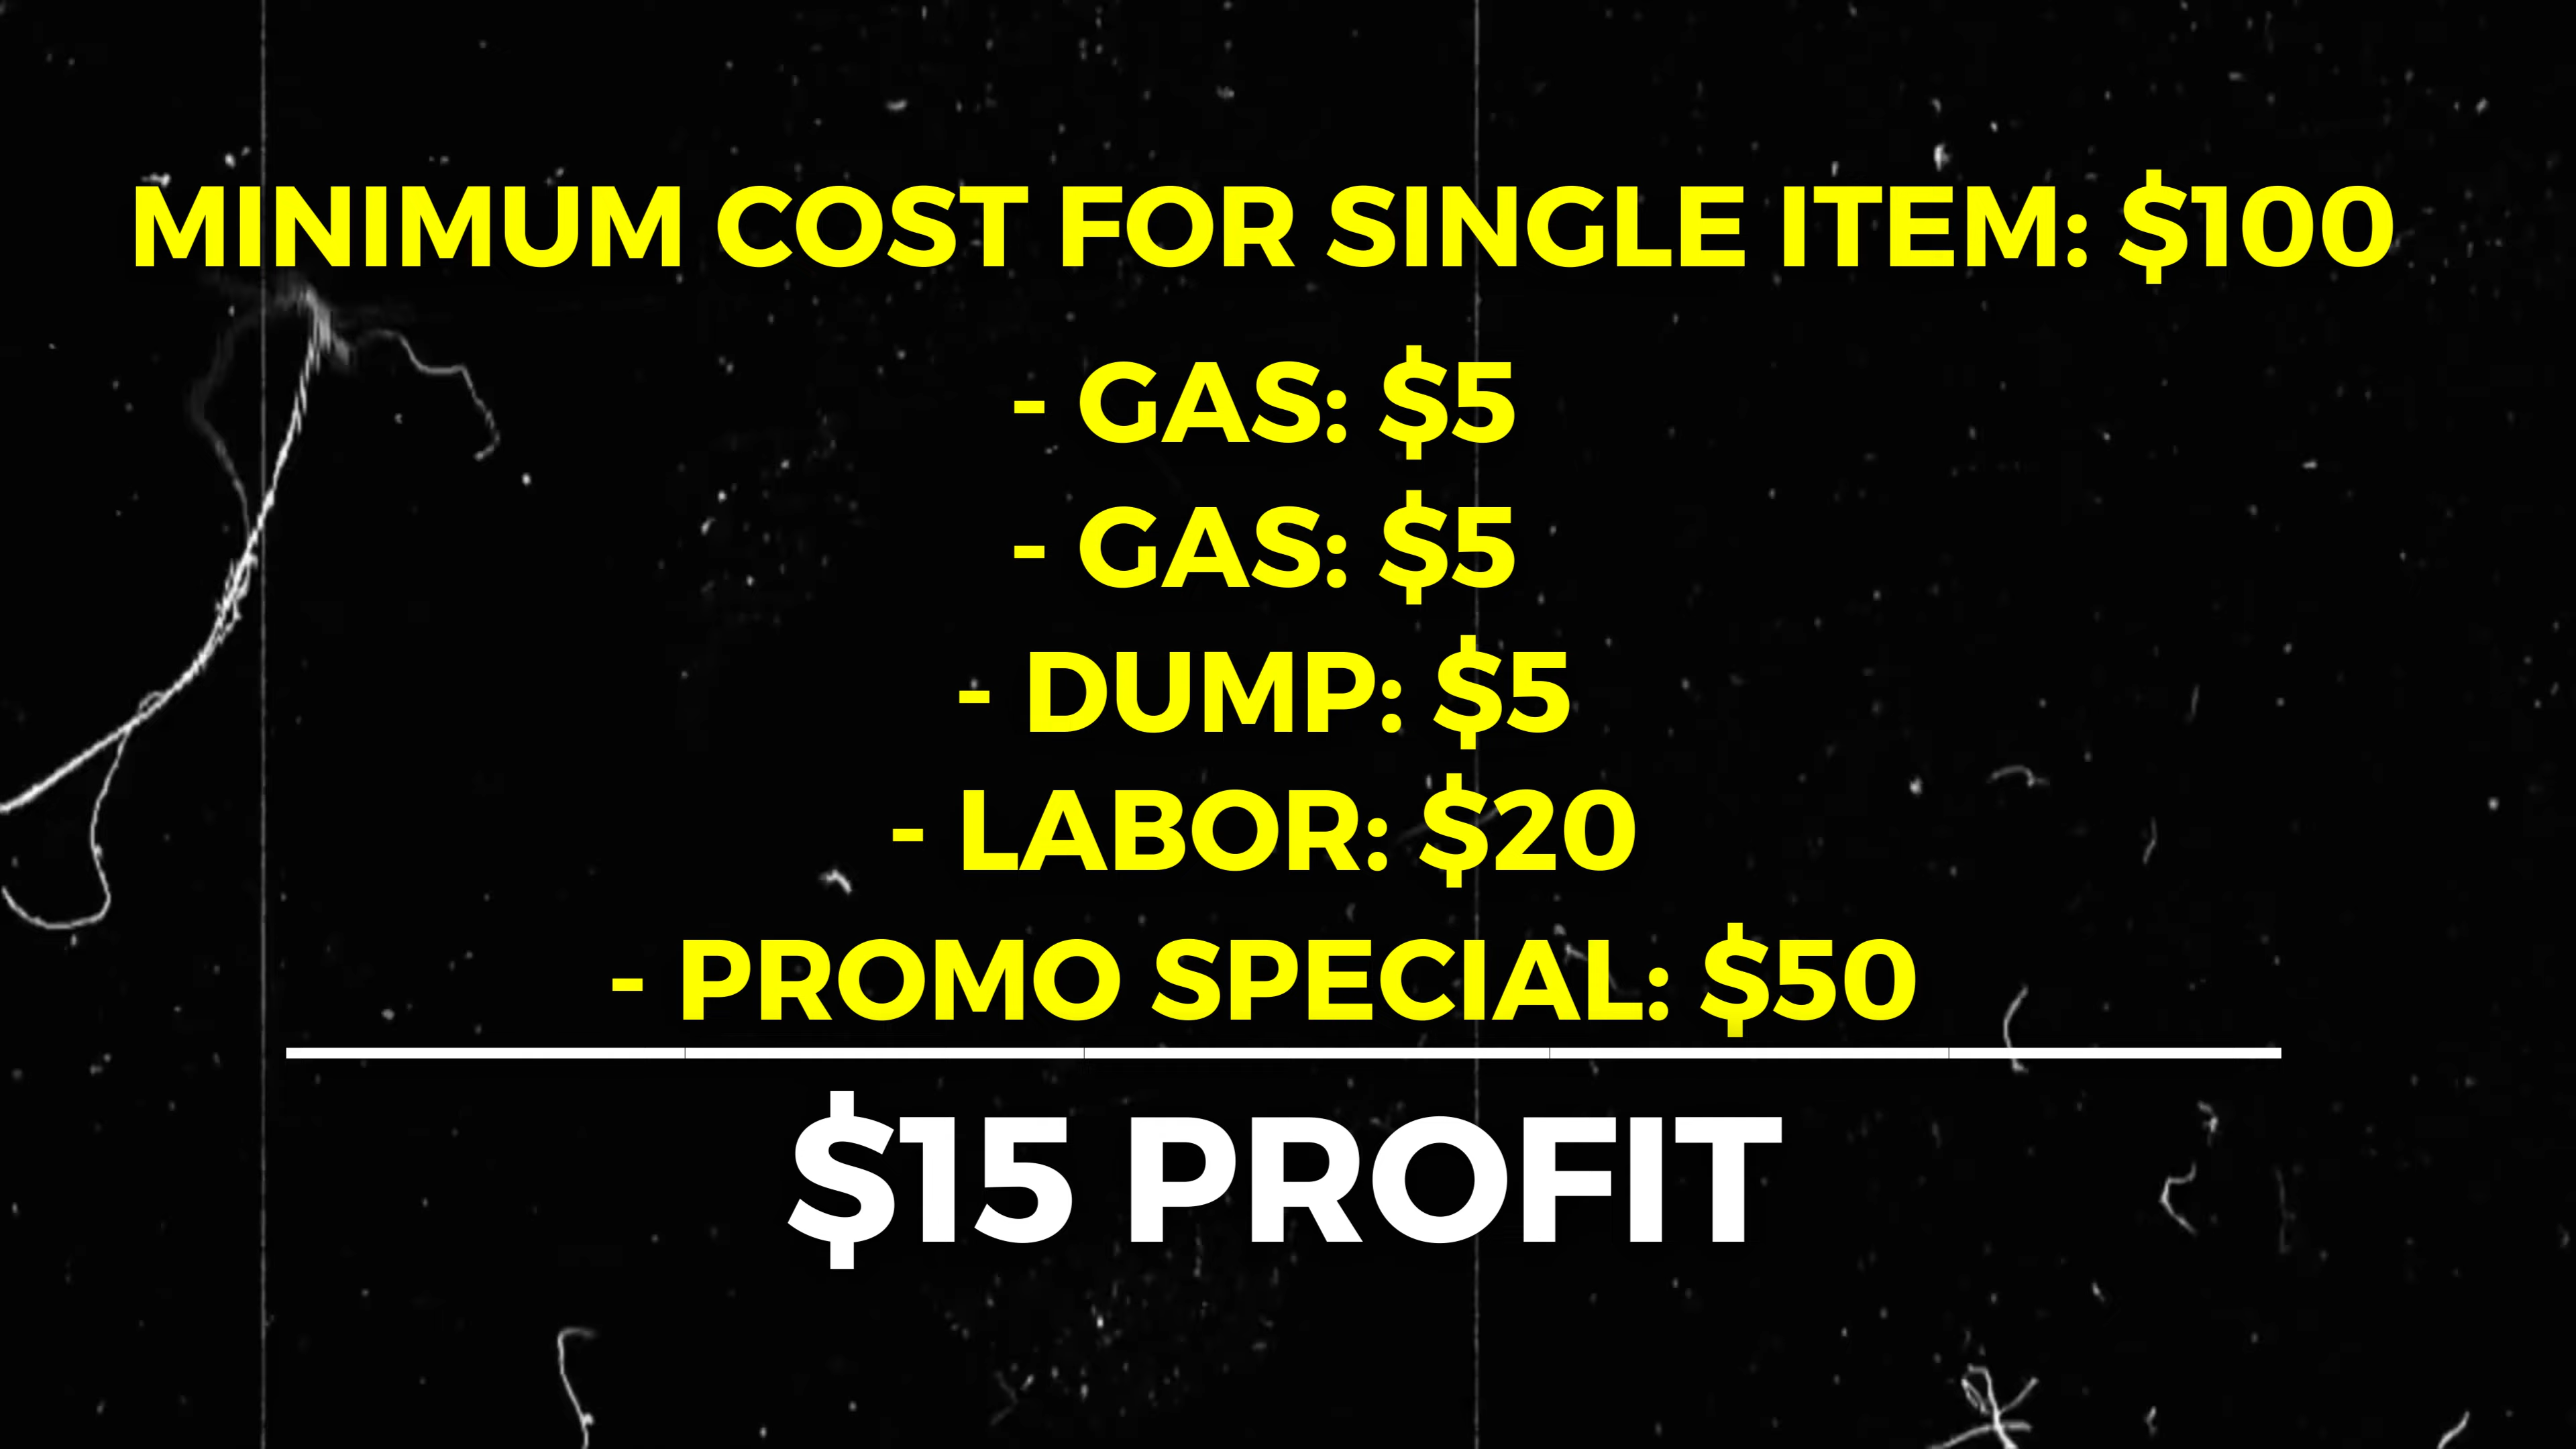 MINIMUM COST FOR SINGLE ITEM: $100
- GAS: $5
- GAS: $5
- DUMP: $5
- LABOR: $20
- PROMO SPECIAL: $50
$15 PROFIT